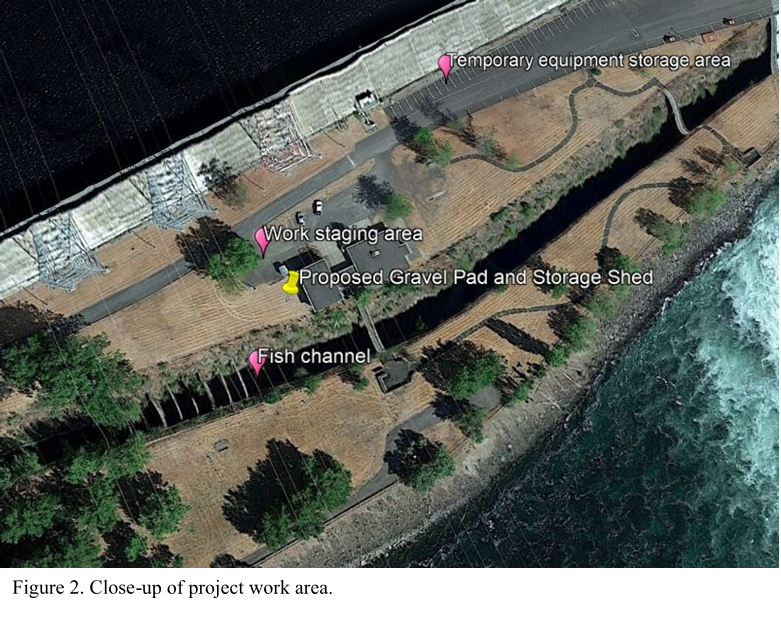 Temporary equipment storage area
Work staging area
Proposed Gravel Pad and Storage Shed
Fish channel
Figure 2. Close-up of project work area.